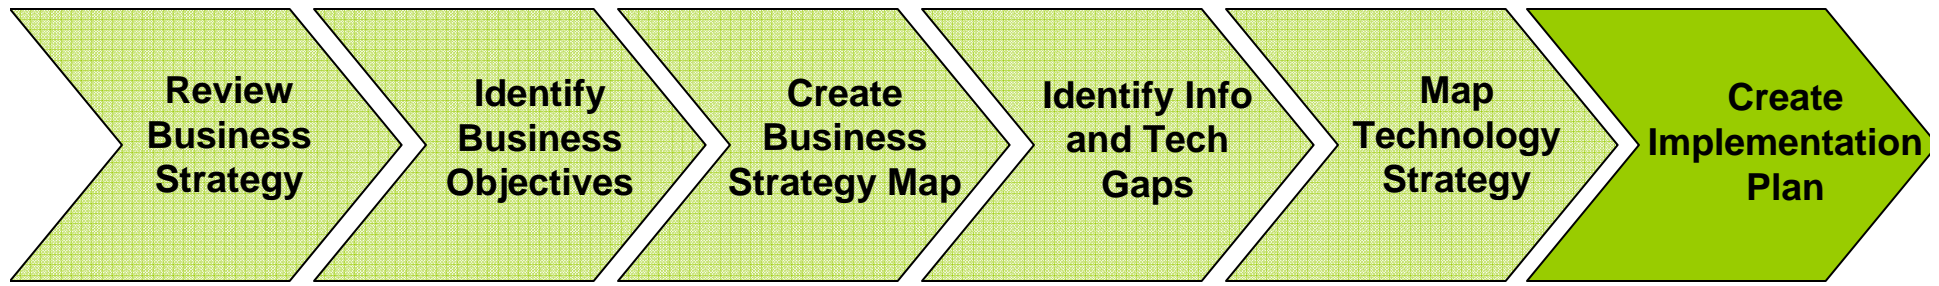 Review
Business
Strategy
Identify
Business
Objectives
Create
Business
Strategy Map
Identify Info
and Tech
Gaps
Map
Technology
Strategy
Create
Implementation
Plan